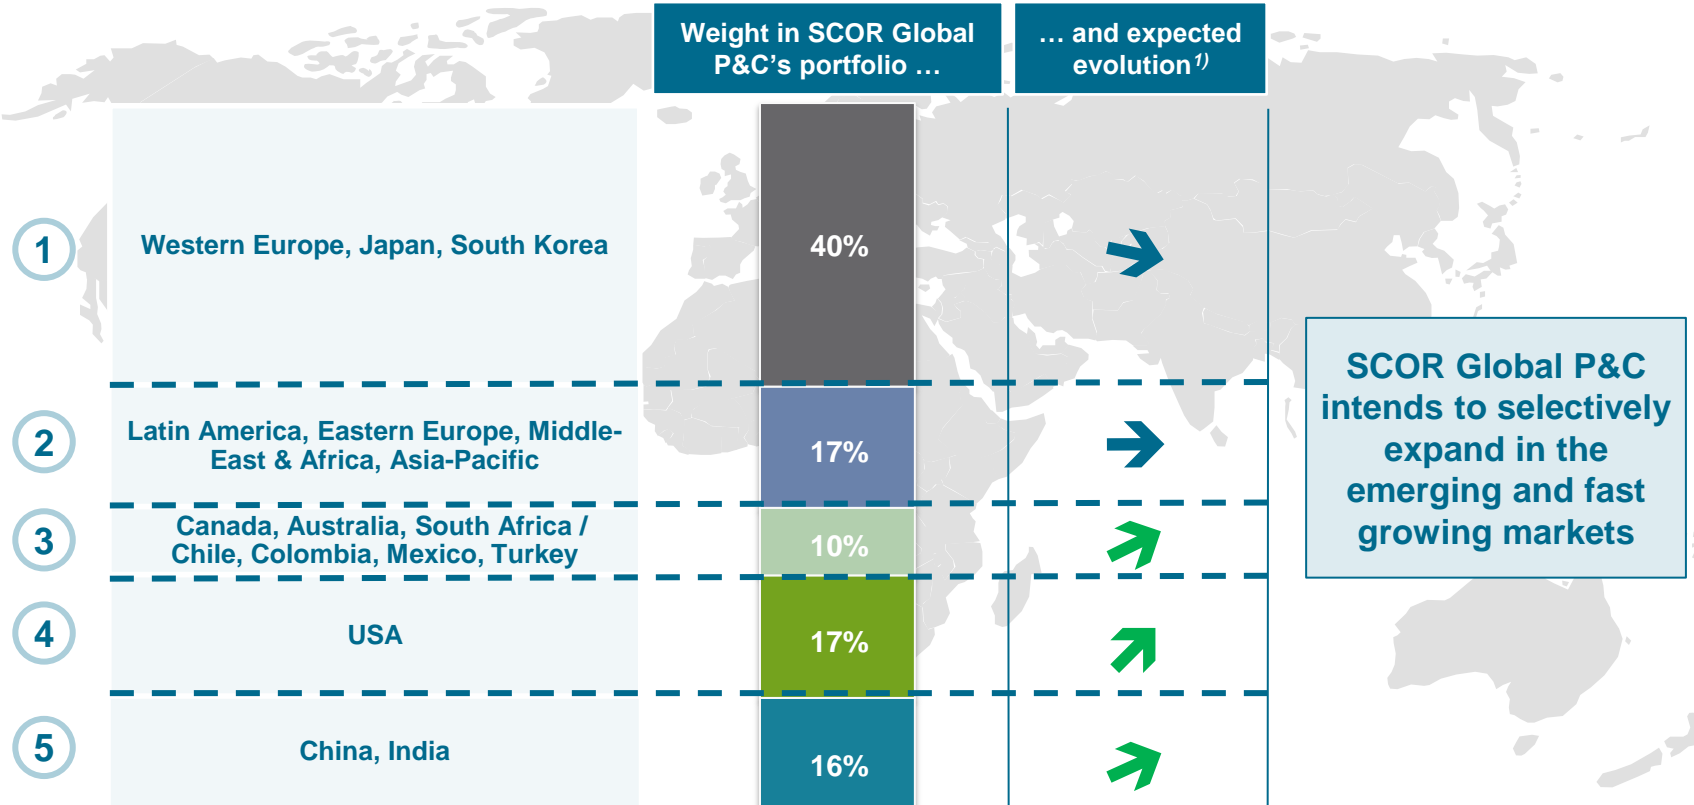 Weight in SCOR Global
P&C's portfolio …
… and expected
evolution1)
1
Western Europe, Japan, South Korea
40%
2
Latin America, Eastern Europe, Middle-
East & Africa, Asia-Pacific
17%
3
Canada, Australia, South Africa /
Chile, Colombia, Mexico, Turkey
10%
4
USA
17%
5
China, India
16%
SCOR Global P&C
intends to selectively
expand in the
emerging and fast
growing markets